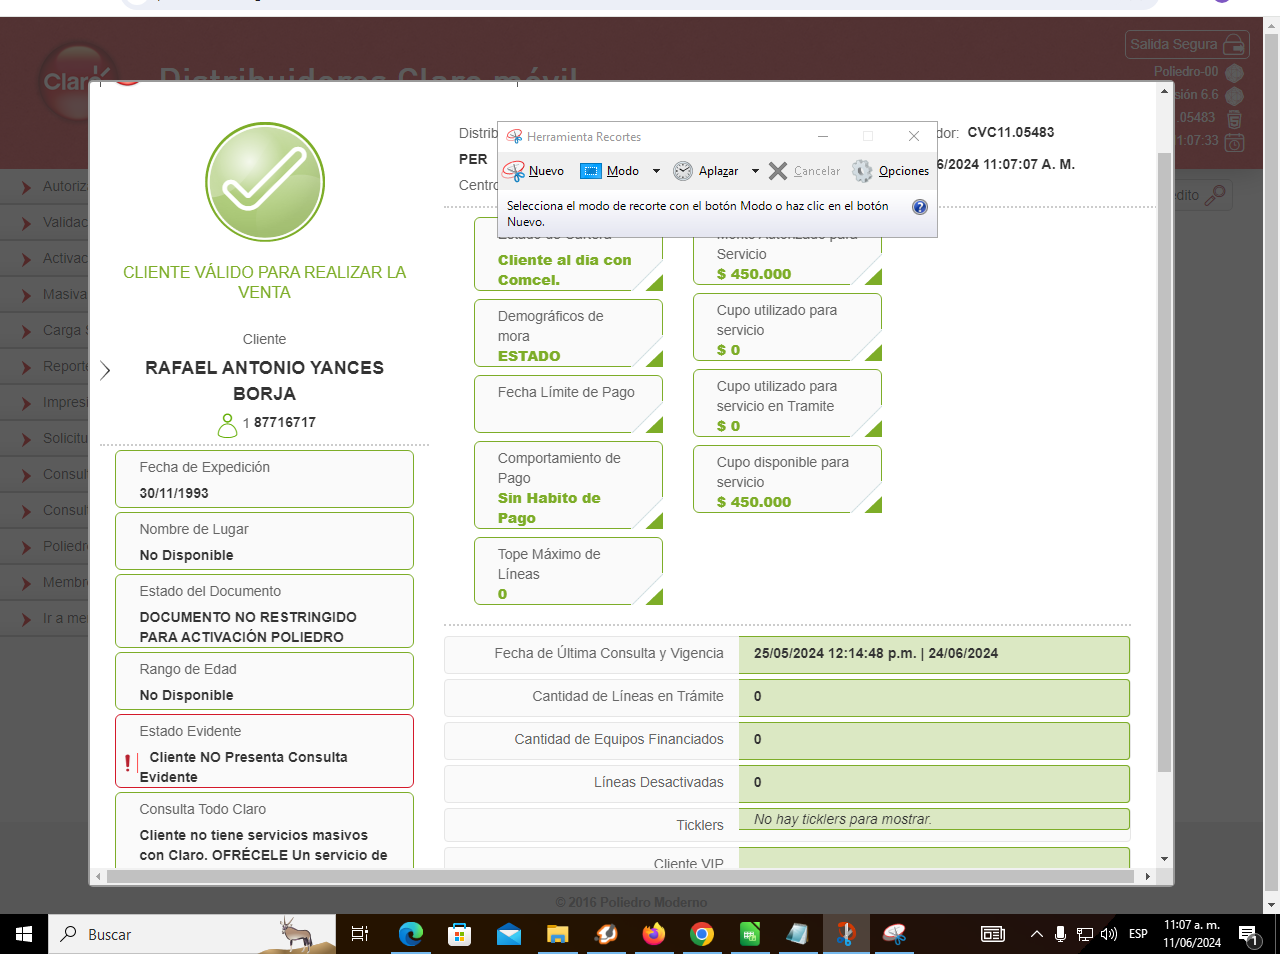 Salida Segura
Poliedro-00
sión 6.6
.05483
1:07:33
Claro
Distribuidores Claro móvil
Autoriz
Validac
Activac
Masiva
Carga S
Reporte
Impresi
Solicitu
Consult
Consult
Poliedr
Membr
Ir a me
dito
CLIENTE VÁLIDO PARA REALIZAR LA
VENTA
Cliente
RAFAEL ANTONIO YANCES
BORJA
1 87716717
Fecha de Expedición
30/11/1993
Nombre de Lugar
No Disponible
Estado del Documento
DOCUMENTO NO RESTRINGIDO
PARA ACTIVACIÓN POLIEDRO
Rango de Edad
No Disponible
Estado Evidente
! Cliente NO Presenta Consulta
Evidente
Consulta Todo Claro
Cliente no tiene servicios masivos
con Claro. OFRÉCELE Un servicio de
Distrib
PER
Centro
dor: CVC11.05483
6/2024 11:07:07 A. M.
Herramienta Recortes
Nuevo Modo Aplazar Cancelar Opciones
Selecciona el modo de recorte con el botón Modo o haz clic en el botón
Nuevo.
Estado de Cartera
Cliente al dia con
Comcel.
Demográficos de
mora
ESTADO
Fecha Límite de Pago
Comportamiento de
Pago
Sin Habito de
Pago
Tope Máximo de
Líneas
0
Monto Autorizado para
Servicio
$ 450.000
Cupo utilizado para
servicio
$ 0
Cupo utilizado para
servicio en Tramite
$ 0
Cupo disponible para
servicio
$ 450.000
Fecha de Última Consulta y Vigencia 25/05/2024 12:14:48 p.m. | 24/06/2024
Cantidad de Líneas en Trámite 0
Cantidad de Equipos Financiados 0
Líneas Desactivadas 0
Ticklers No hay ticklers para mostrar.
Cliente VIP
© 2016 Poliedro Moderno
Buscar
ESP
11:07 a. m.
11/06/2024
1